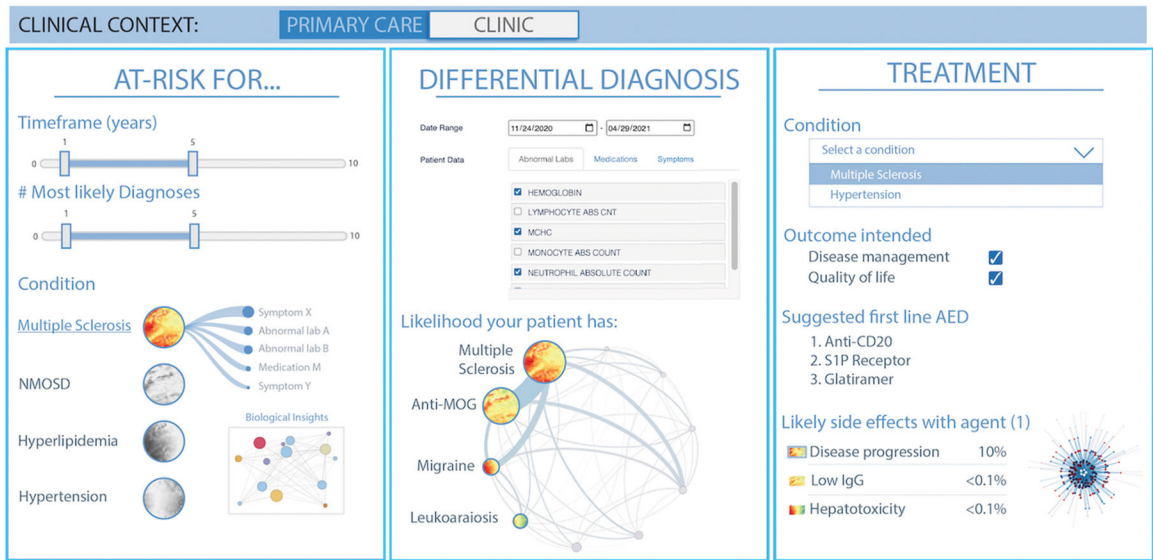 CLINICAL CONTEXT: PRIMARY CARE CLINIC
AT-RISK FOR...
Timeframe (years)
1 5
0 10
# Most likely Diagnoses
1 5
0 10
Condition
Multiple Sclerosis
Symptom X
Abnormal lab A
Abnormal lab B
Medication M
Symptom Y
NMOSD
Biological Insights
Hyperlipidemia
Hypertension
DIFFERENTIAL DIAGNOSIS
Date Range 11/24/2020 - 04/29/2021
Patient Data Abnormal Labs Medications Symptoms
HEMOGLOBIN
LYMPHOCYTE ABS CNT
MCHC
MONOCYTE ABS COUNT
NEUTROPHIL ABSOLUTE COUNT
Likelihood your patient has:
Multiple
Sclerosis
Anti-MOG
Migraine
Leukoaraiosis
TREATMENT
Condition
Select a condition
Multiple Sclerosis
Hypertension
Outcome intended
Disease management
Quality of life
Suggested first line AED
1. Anti-CD20
2. S1P Receptor
3. Glatiramer
Likely side effects with agent (1)
Disease progression 10%
Low IgG <0.1%
Hepatotoxicity <0.1%